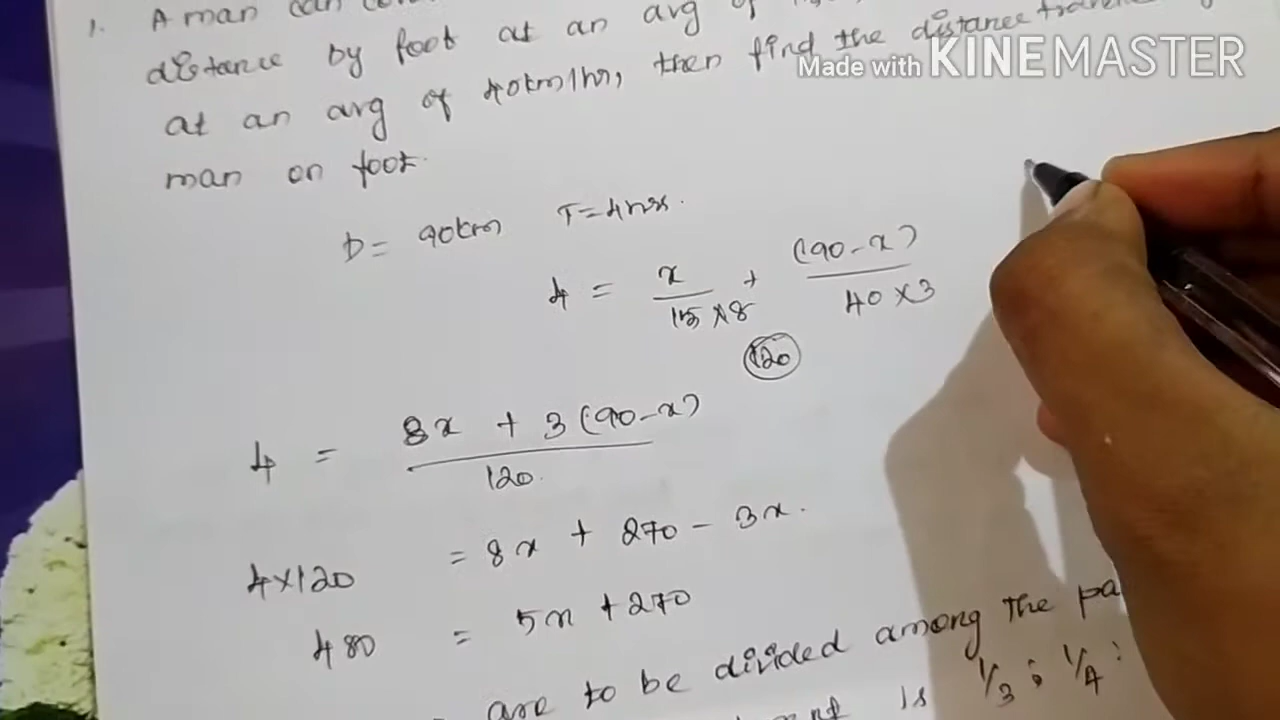 1. A man can
distance by foot at an avg of
at an avg of 40km/hr, then find the distance
man on foot.
Made with KINEMASTER
D = 90km T=4hrs.
4 = x/15×8 + (90-x)/40×3
120
4 = 8x + 3(90-x)/120.
4×120 = 8x + 270 - 3x.
480 = 5x + 270
are to be divided among the
is 1/3 : 1/4 :